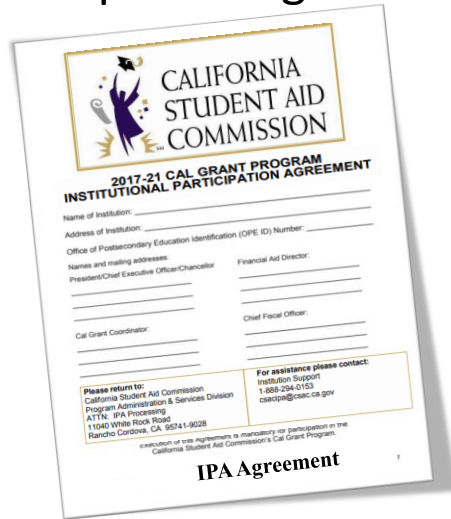 CALIFORNIA
STUDENT AID
COMMISSION
2017-21 CAL GRANT PROGRAM
INSTITUTIONAL PARTICIPATION AGREEMENT
Name of Institution:
Address of Institution:
Office of Postsecondary Education Identification (OPE ID) Number:
Names and mailing addresses:
President/Chief Executive Officer/Chancellor
Financial Aid Director:
Cal Grant Coordinator:
Chief Fiscal Officer:
Please return to:
California Student Aid Commission
Program Administration & Services Division
ATTN: IPA Processing
11040 White Rock Road
Rancho Cordova, CA 95741-9028
For assistance please contact:
Institution Support
1-888-294-0153
csacipa@csac.ca.gov
Execution of this Agreement is mandatory for participation in the
California Student Aid Commission's Cal Grant Program.
IPA Agreement